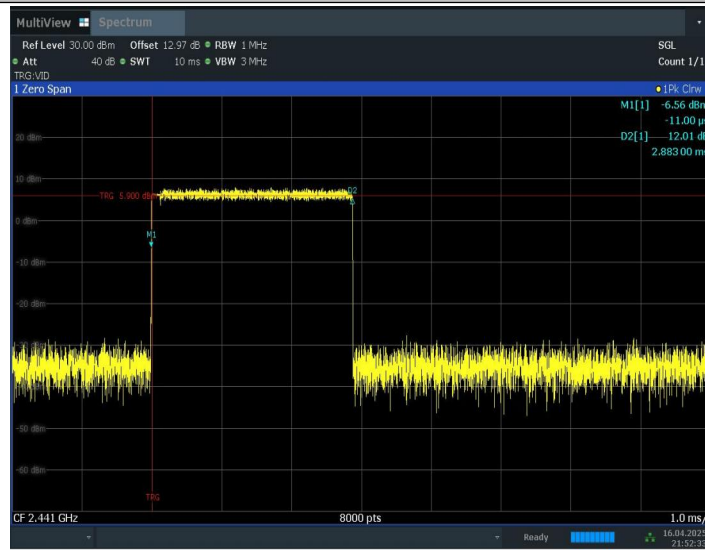 MultiView Spectrum
Ref Level 30.00 dBm Offset 12.97 dB RBW 1 MHz SGL
Att 40 dB SWT 10 ms VBW 3 MHz Count 1/1
TRG:VID
1 Zero Span 1Pk Clrw
M1[1] -6.56 dBm
-11.00 µs
20 dBm D2[1] 12.01 dB
2.883 00 ms
10 dBm
TRG 5.900 dBm D2
0 dBm
M1
-10 dBm
-20 dBm
-50 dBm
-60 dBm
TRG
CF 2.441 GHz 8000 pts 1.0 ms/
Ready 16.04.2025
21:52:33